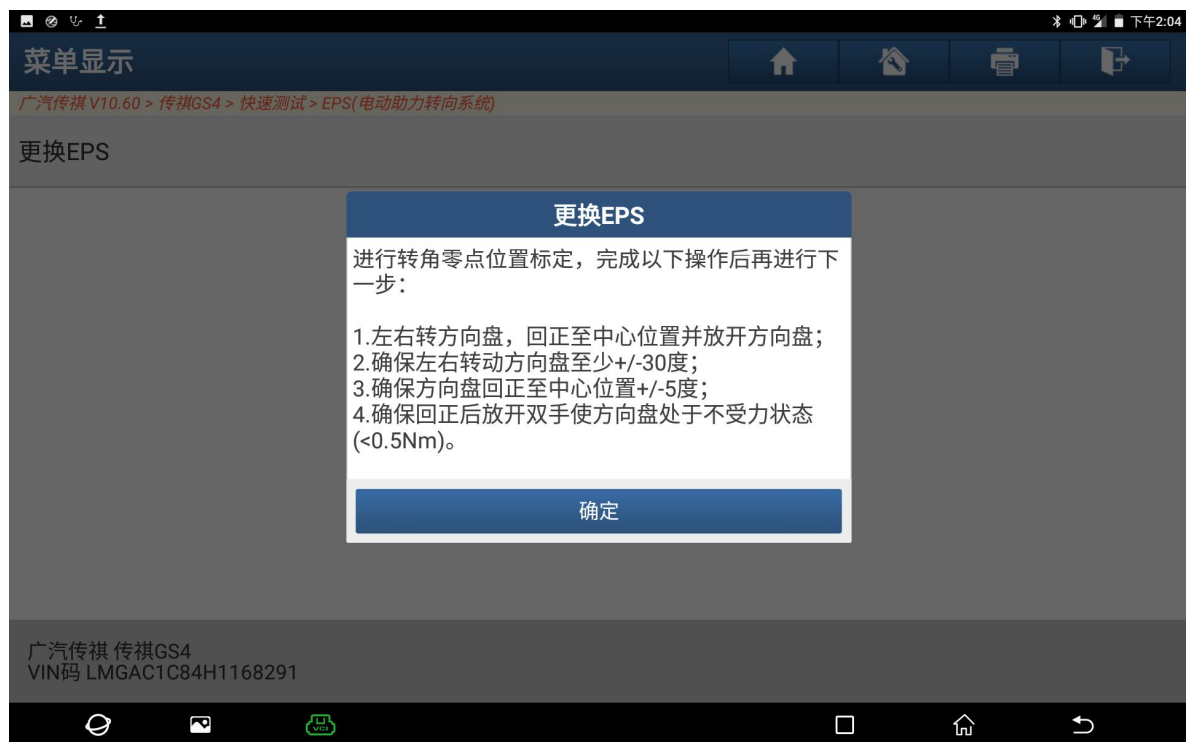 4G 下午2:04
菜单显示
广汽传祺 V10.60 > 传祺GS4 > 快速测试 > EPS(电动助力转向系统)
更换EPS
更换EPS
进行转角零点位置标定，完成以下操作后再进行下
一步：
1.左右转方向盘，回正至中心位置并放开方向盘；
2.确保左右转动方向盘至少+/-30度；
3.确保方向盘回正至中心位置+/-5度；
4.确保回正后放开双手使方向盘处于不受力状态
(<0.5Nm)。
确定
广汽传祺 传祺GS4
VIN码 LMGAC1C84H1168291
VCI